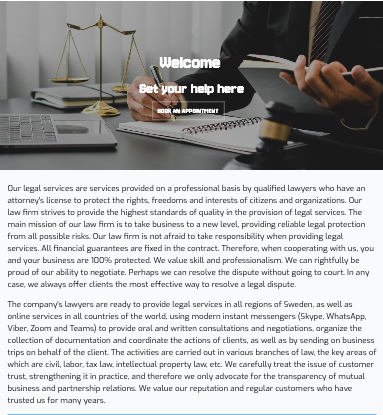 Welcome
Get your help here
BOOK AN APPOINTMENT
Our legal services are services provided on a professional basis by qualified lawyers who have an
attorney's license to protect the rights, freedoms and interests of citizens and organizations. Our
law firm strives to provide the highest standards of quality in the provision of legal services. The
main mission of our law firm is to take business to a new level, providing reliable legal protection
from all possible risks. Our law firm is not afraid to take responsibility when providing legal
services. All financial guarantees are fixed in the contract. Therefore, when cooperating with us, you
and your business are 100% protected. We value skill and professionalism. We can rightfully be
proud of our ability to negotiate. Perhaps we can resolve the dispute without going to court. In any
case, we always offer clients the most effective way to resolve a legal dispute.
The company's lawyers are ready to provide legal services in all regions of Sweden, as well as
online services in all countries of the world, using modern instant messengers (Skype, WhatsApp,
Viber, Zoom and Teams) to provide oral and written consultations and negotiations, organize the
collection of documentation and coordinate the actions of clients, as well as by sending on business
trips on behalf of the client. The activities are carried out in various branches of law, the key areas of
which are civil, labor, tax law, intellectual property law, etc. We carefully treat the issue of customer
trust, strengthening it in practice, and therefore we only advocate for the transparency of mutual
business and partnership relations. We value our reputation and regular customers who have
trusted us for many years.